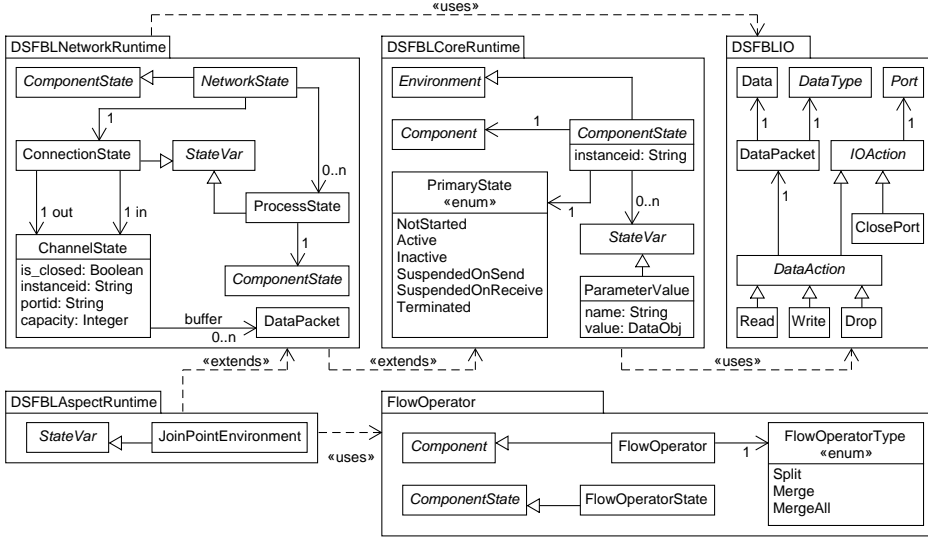 «uses»
DSFBLNetworkRuntime
ComponentState
NetworkState
1
ConnectionState
StateVar
0..n
ProcessState
1 out
1 in
1
ChannelState
is_closed: Boolean
instanceid: String
portid: String
capacity: Integer
ComponentState
buffer
0..n
DataPacket
DSFBLCoreRuntime
Environment
Component
1
ComponentState
instanceid: String
PrimaryState
«enum»
NotStarted
Active
Inactive
SuspendedOnSend
SuspendedOnReceive
Terminated
1
0..n
StateVar
ParameterValue
name: String
value: DataObj
DSFBLIO
Data
DataType
Port
1
1
1
DataPacket
IOAction
1
ClosePort
DataAction
Read
Write
Drop
«extends»
«extends»
«uses»
DSFBLAspectRuntime
StateVar
JoinPointEnvironment
«uses»
FlowOperator
Component
FlowOperator
1
FlowOperatorType
«enum»
Split
Merge
MergeAll
ComponentState
FlowOperatorState